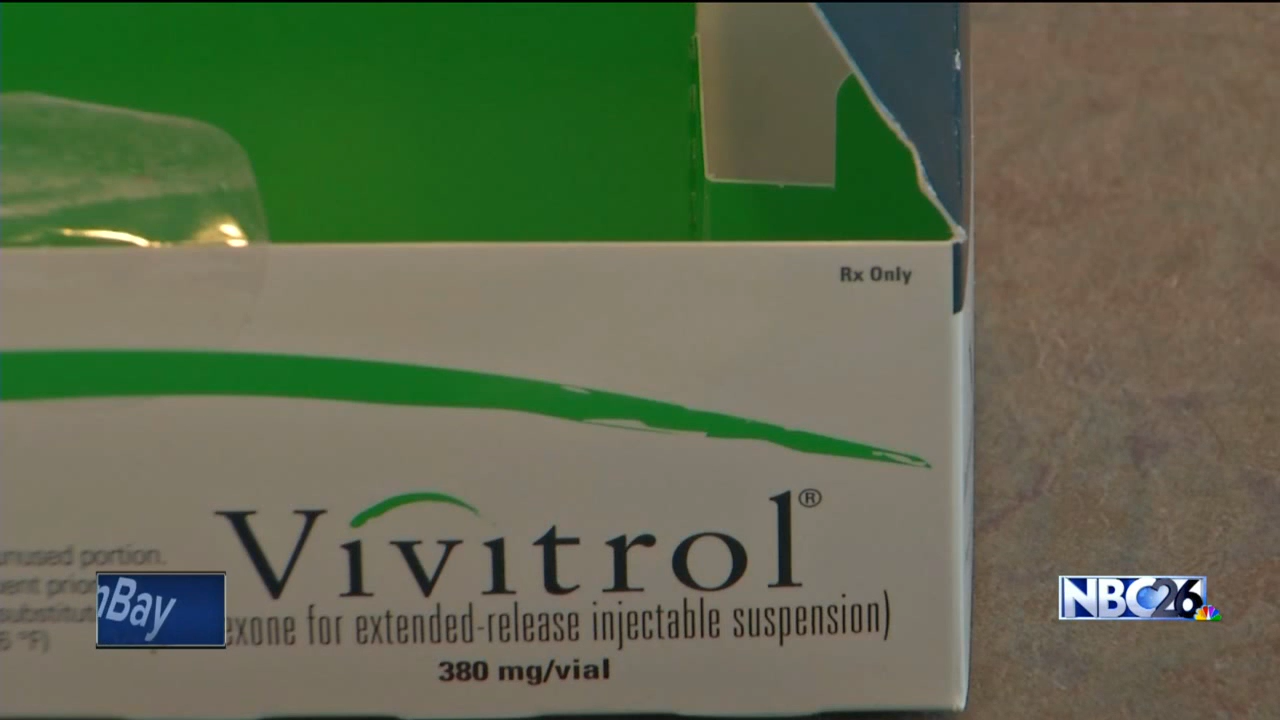 Rx Only
Vivitrol®
unused portion.
exone for extended-release injectable suspension)
380 mg/vial
nBay
NBC26